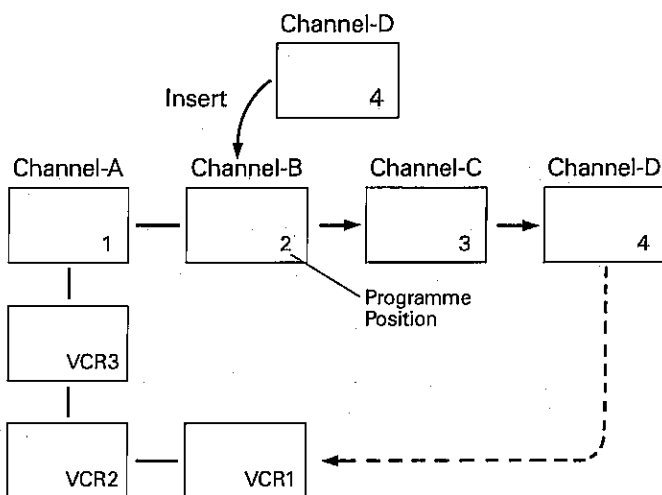 Channel-D
4
Insert
Channel-A
Channel-B
Channel-C
Channel-D
1
2
3
4
Programme
Position
VCR3
VCR2
VCR1